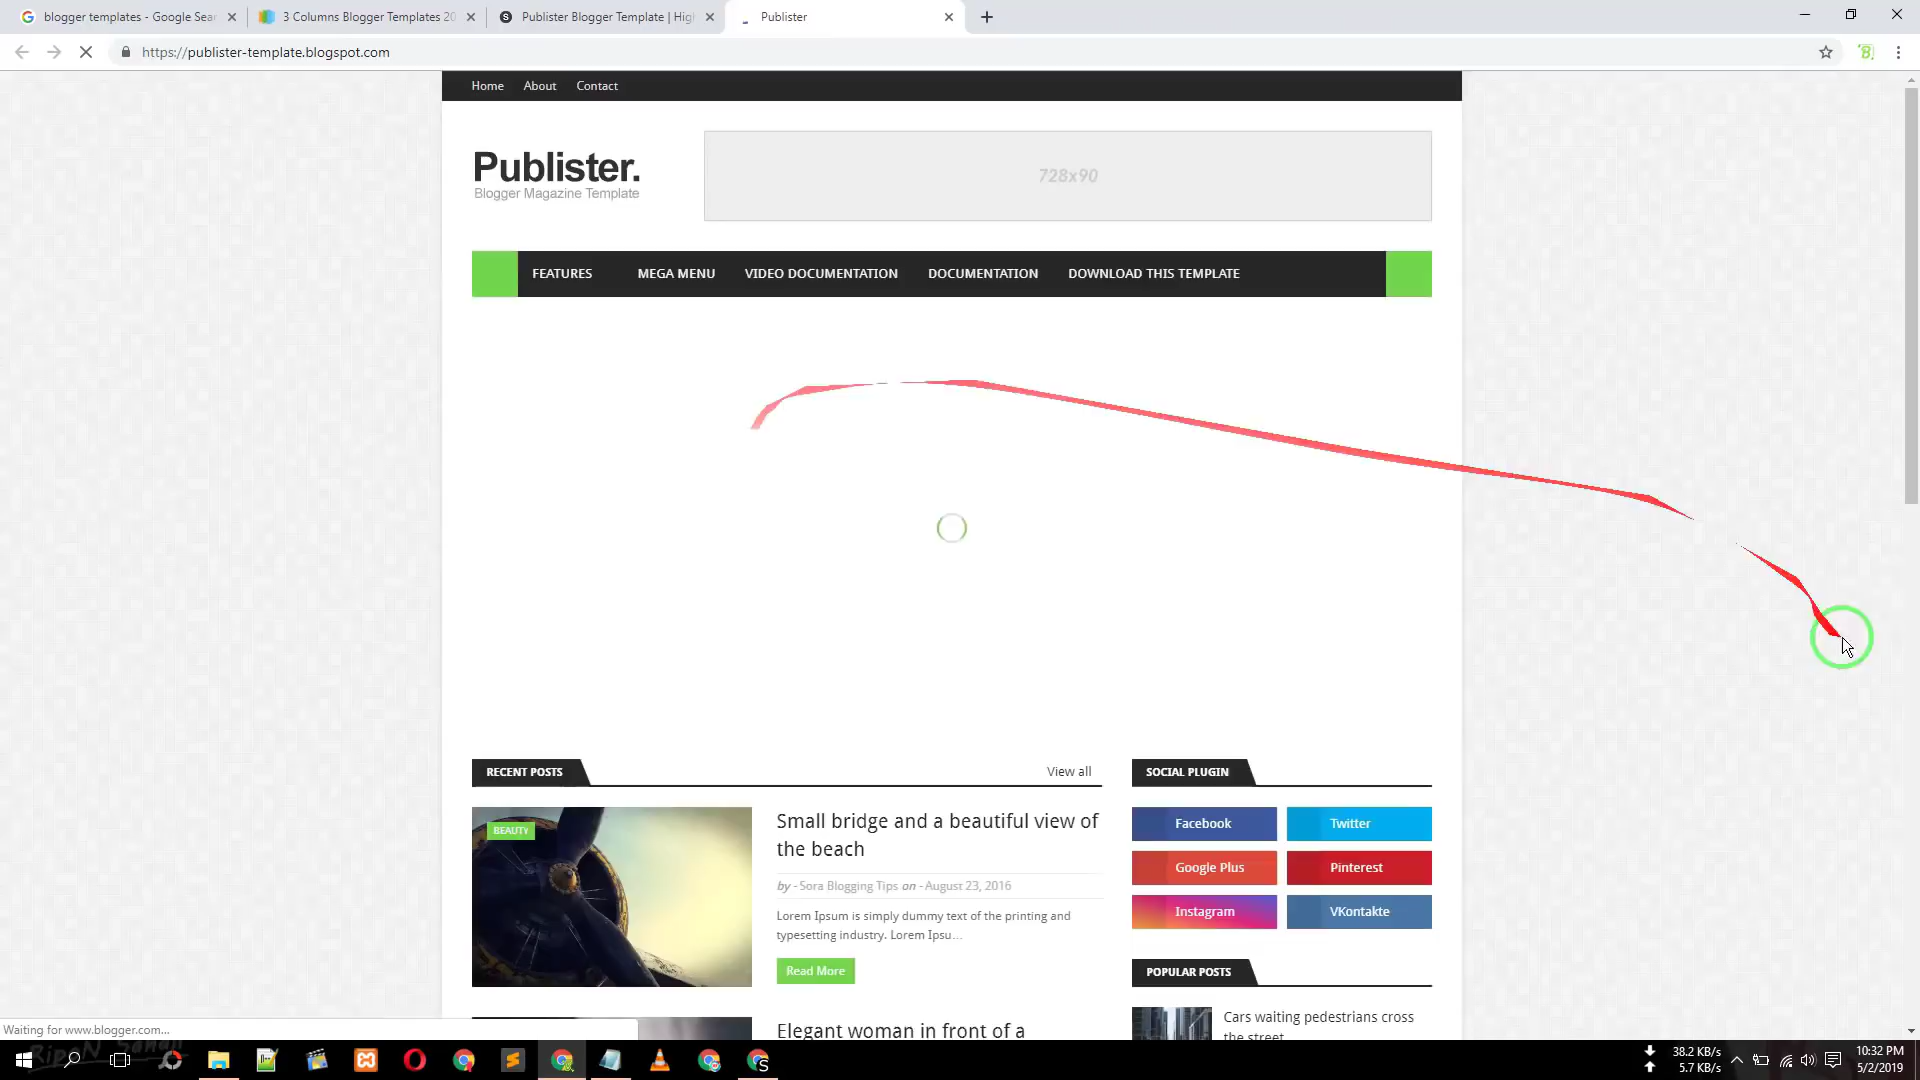 blogger templates - Google Sear
3 Columns Blogger Templates 20
Publister Blogger Template | Hig
Publister
https://publister-template.blogspot.com
Home
About
Contact
Publister.
Blogger Magazine Template
728x90
FEATURES
MEGA MENU
VIDEO DOCUMENTATION
DOCUMENTATION
DOWNLOAD THIS TEMPLATE
RECENT POSTS
View all
BEAUTY
Small bridge and a beautiful view of
the beach
by - Sora Blogging Tips on - August 23, 2016
Lorem Ipsum is simply dummy text of the printing and
typesetting industry. Lorem Ipsu...
Read More
Elegant woman in front of a
SOCIAL PLUGIN
Facebook
Twitter
Google Plus
Pinterest
Instagram
VKontakte
POPULAR POSTS
Cars waiting pedestrians cross
the street
Waiting for www.blogger.com...
38.2 KB/s
5.7 KB/s
10:32 PM
5/2/2019